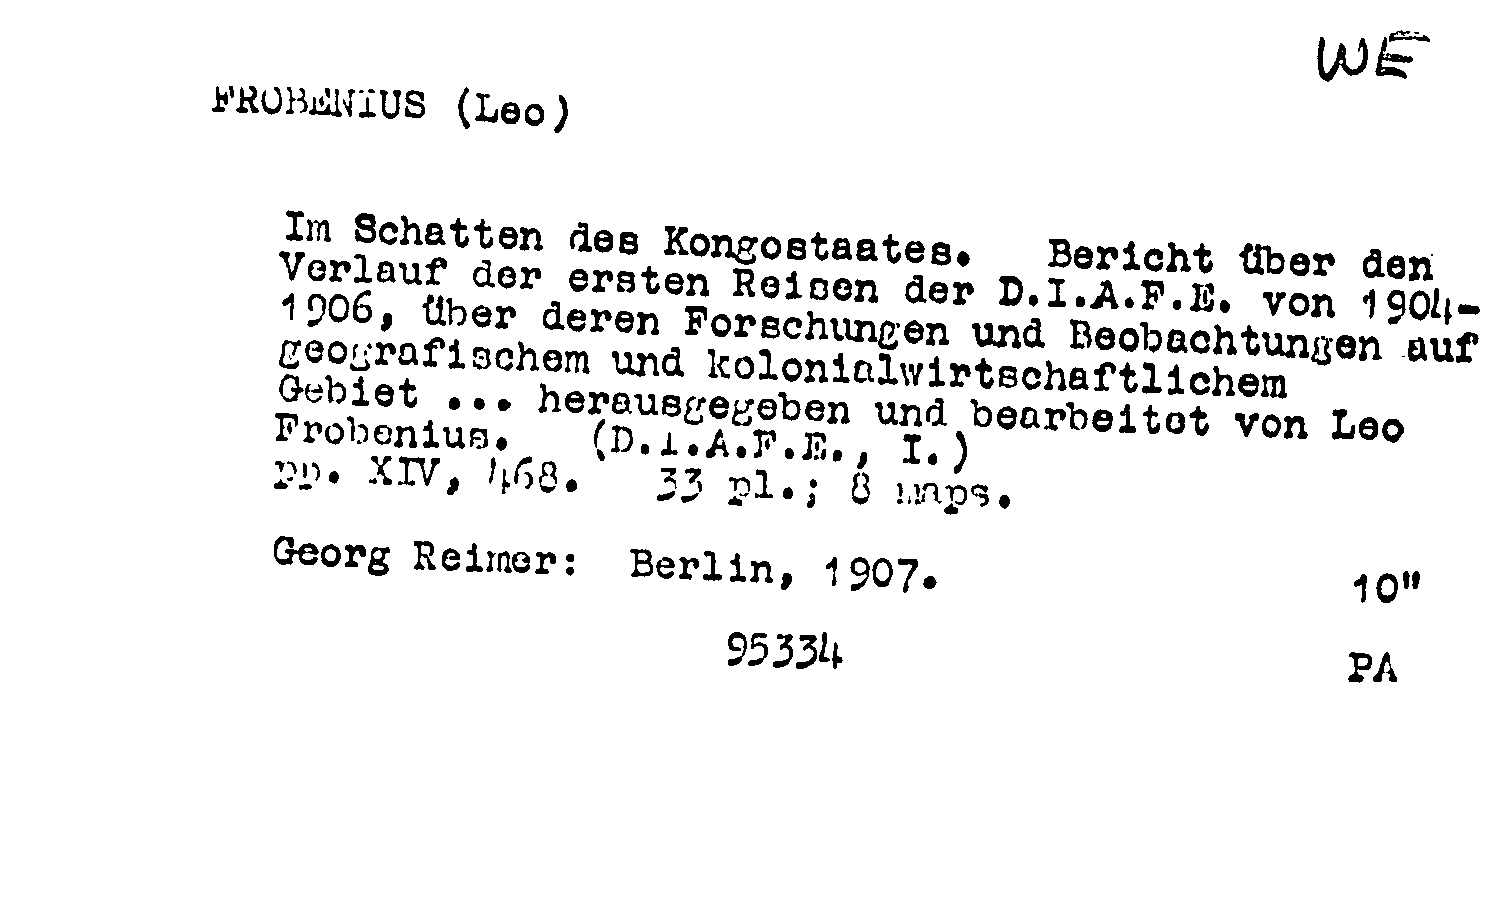 WE
FROBENIUS (Leo)
Im Schatten des Kongostaates. Bericht über den
Verlauf der ersten Reisen der D.I.A.F.E. von 1904-
1906, über deren Forschungen und Beobachtungen auf
geografischem und kolonialwirtschaftlichem
Gebiet ... herausgegeben und bearbeitet von Leo
Frobenius. (D.I.A.F.E., I.)
pp. XIV, 468. 33 pl.; 8 maps.
Georg Reimer: Berlin, 1907.
10"
95334
PA